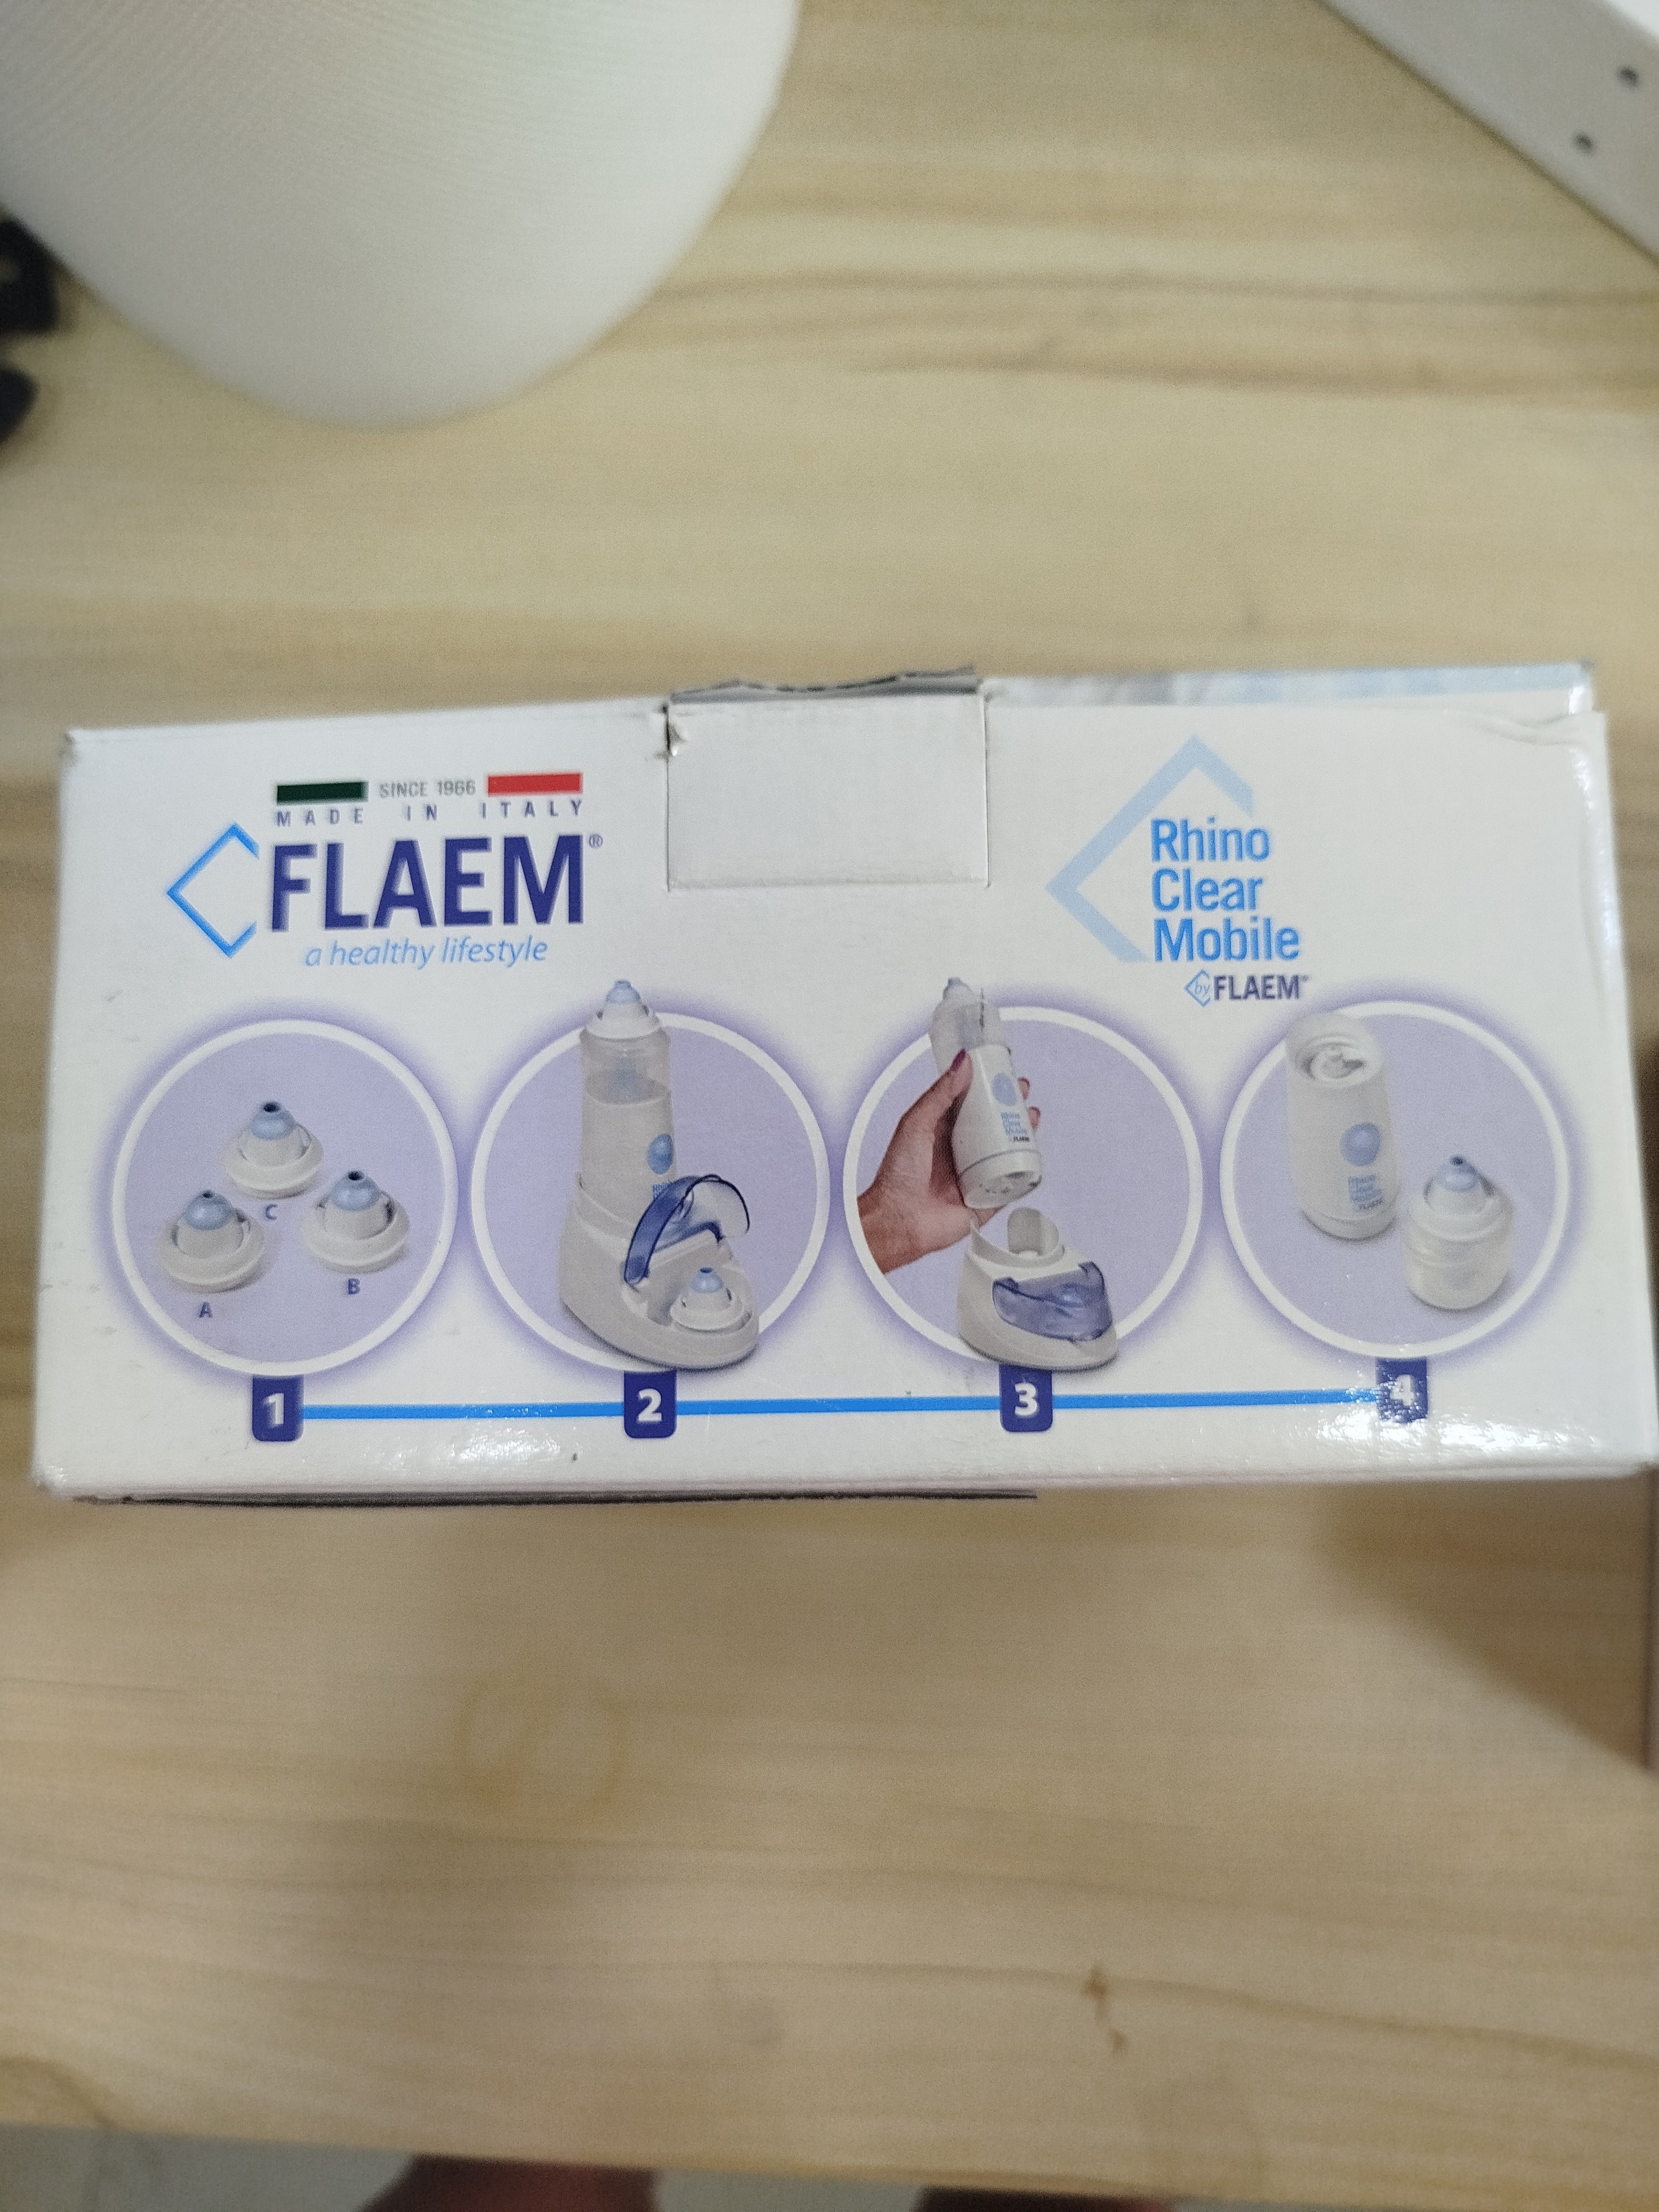 SINCE 1966
MADE IN ITALY
FLAEM®
a healthy lifestyle
Rhino
Clear
Mobile
by FLAEM®
C
A
B
1
2
3
4